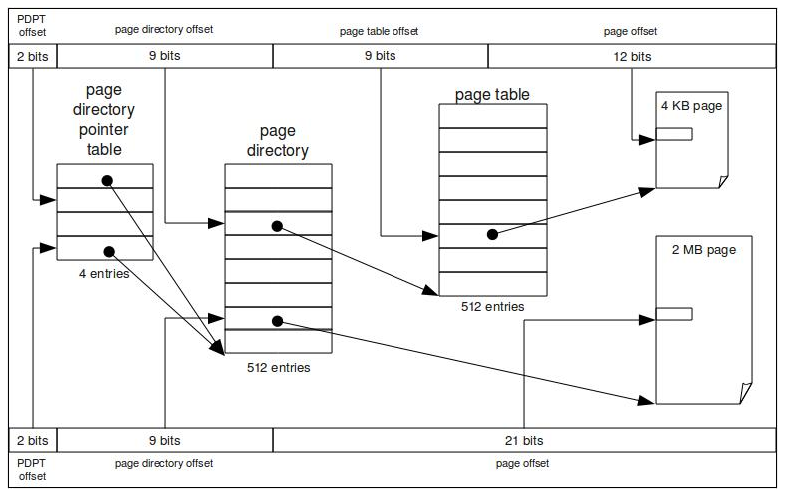 PDPT
offset
page directory offset
page table offset
page offset
2 bits
9 bits
9 bits
12 bits
page
directory
pointer
table
page
directory
page table
4 KB page
2 MB page
4 entries
512 entries
512 entries
2 bits
9 bits
21 bits
PDPT
offset
page directory offset
page offset